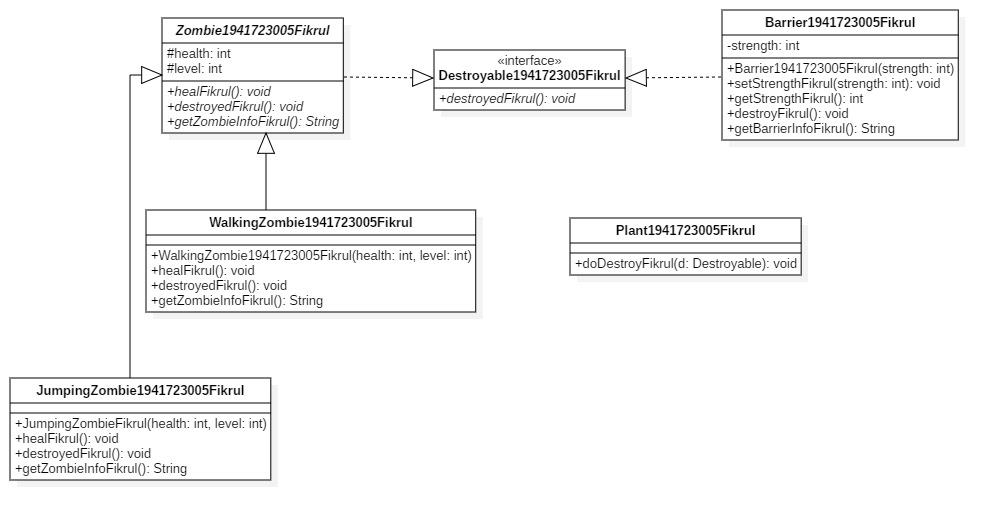 Zombie1941723005Fikrul
#health: int
#level: int
+healFikrul(): void
+destroyedFikrul(): void
+getZombieInfoFikrul(): String
«interface»
Destroyable1941723005Fikrul
+destroyedFikrul(): void
Barrier1941723005Fikrul
-strength: int
+Barrier1941723005Fikrul(strength: int)
+setStrengthFikrul(strength: int): void
+getStrengthFikrul(): int
+destroyFikrul(): void
+getBarrierInfoFikrul(): String
WalkingZombie1941723005Fikrul
+WalkingZombie1941723005Fikrul(health: int, level: int)
+healFikrul(): void
+destroyedFikrul(): void
+getZombieInfoFikrul(): String
Plant1941723005Fikrul
+doDestroyFikrul(d: Destroyable): void
JumpingZombie1941723005Fikrul
+JumpingZombieFikrul(health: int, level: int)
+healFikrul(): void
+destroyedFikrul(): void
+getZombieInfoFikrul(): String